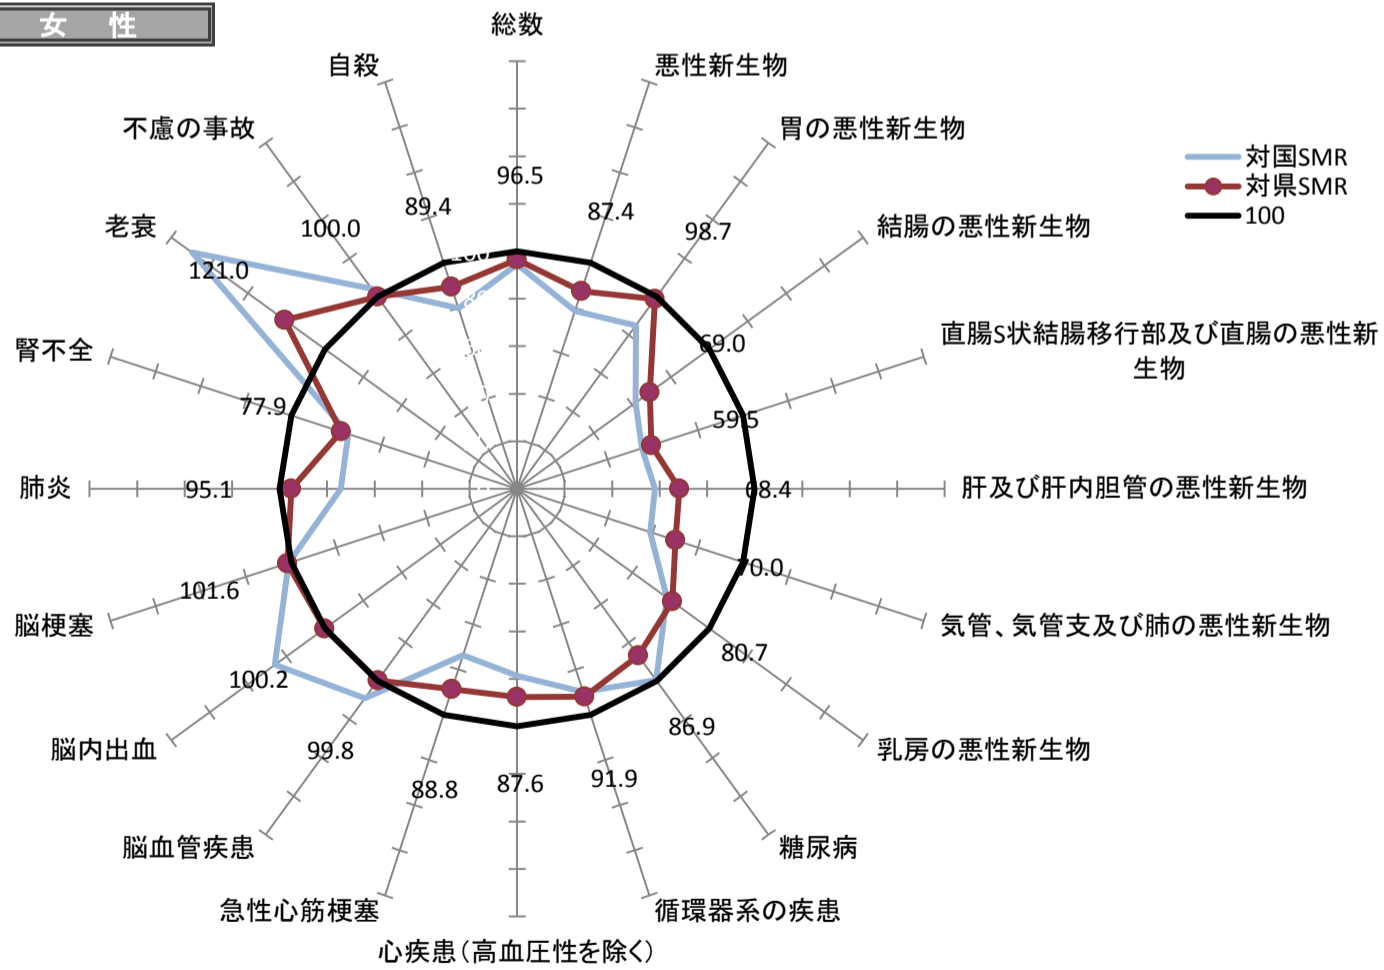 女 性
総数
自殺
悪性新生物
不慮の事故
胃の悪性新生物
対国SMR
対県SMR
100
老衰
結腸の悪性新生物
96.5
89.4
87.4
100.0
98.7
121.0
100
80
69.0
腎不全
直腸S状結腸移行部及び直腸の悪性新
生物
77.9
59.5
肺炎
95.1
68.4
肝及び肝内胆管の悪性新生物
101.6
70.0
脳梗塞
気管、気管支及び肺の悪性新生物
100.2
80.7
脳内出血
99.8
86.9
乳房の悪性新生物
88.8
87.6
91.9
脳血管疾患
糖尿病
急性心筋梗塞
循環器系の疾患
心疾患(高血圧性を除く)